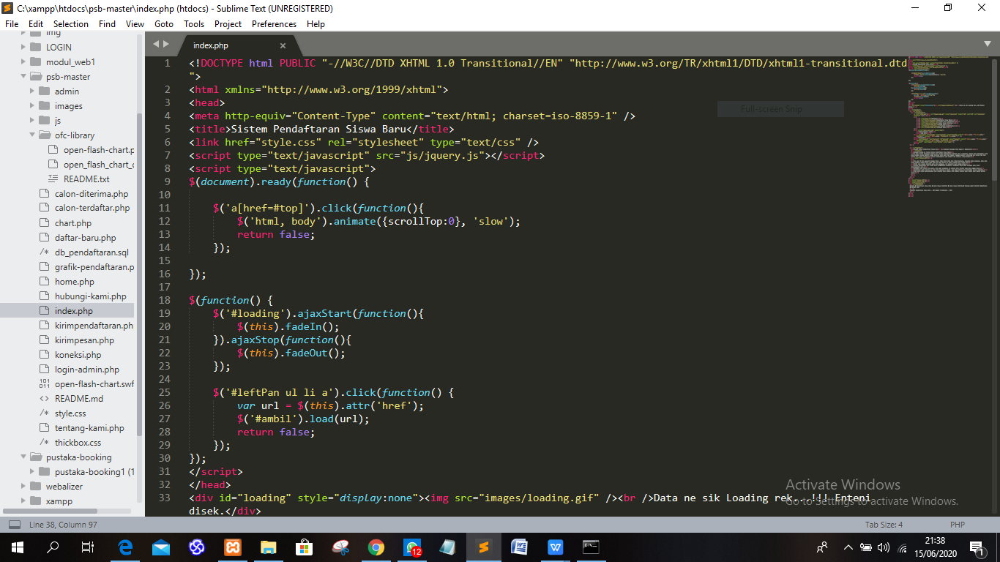 C:\xampp\htdocs\psb-master\index.php (htdocs) - Sublime Text (UNREGISTERED)
File Edit Selection Find View Goto Tools Project Preferences Help
img
LOGIN
modul_web1
psb-master
admin
images
js
ofc-library
open-flash-chart.p
open_flash_chart_o
README.txt
calon-diterima.php
calon-terdaftar.php
chart.php
daftar-baru.php
db_pendaftaran.sql
grafik-pendaftaran.p
home.php
hubungi-kami.php
index.php
kirimpendaftaran.ph
kirimpesan.php
koneksi.php
login-admin.php
open-flash-chart.swf
README.md
style.css
tentang-kami.php
thickbox.css
pustaka-booking
pustaka-booking1 (1
webalizer
xampp
index.php
1 <!DOCTYPE html PUBLIC "-//W3C//DTD XHTML 1.0 Transitional//EN" "http://www.w3.org/TR/xhtml1/DTD/xhtml1-transitional.dtd
">
2 <html xmlns="http://www.w3.org/1999/xhtml">
3 <head>
4 <meta http-equiv="Content-Type" content="text/html; charset=iso-8859-1" />
5 <title>Sistem Pendaftaran Siswa Baru</title>
6 <link href="style.css" rel="stylesheet" type="text/css" />
7 <script type="text/javascript" src="js/jquery.js"></script>
8 <script type="text/javascript">
9 $(document).ready(function() {
10
11 $('a[href=#top]').click(function(){
12 $('html, body').animate({scrollTop:0}, 'slow');
13 return false;
14 });
15
16 });
17
18 $(function() {
19 $('#loading').ajaxStart(function(){
20 $(this).fadeIn();
21 }).ajaxStop(function(){
22 $(this).fadeOut();
23 });
24
25 $('#leftPan ul li a').click(function() {
26 var url = $(this).attr('href');
27 $('#ambil').load(url);
28 return false;
29 });
30 });
31 </script>
32 </head>
33 <div id="loading" style="display:none"><img src="images/loading.gif" /><br />Data ne sik Loading rek...!!! Enteni
disek.</div>
Full-screen Snip
Activate Windows
Go to Settings to activate Windows.
Line 38, Column 97
Tab Size: 4
PHP
12
21:38
15/06/2020
1